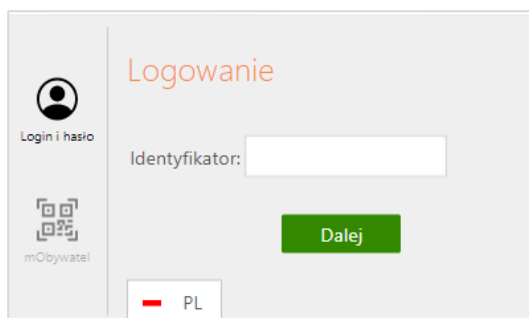 Logowanie
Login i hasło
Identyfikator:
mObywatel
Dalej
PL